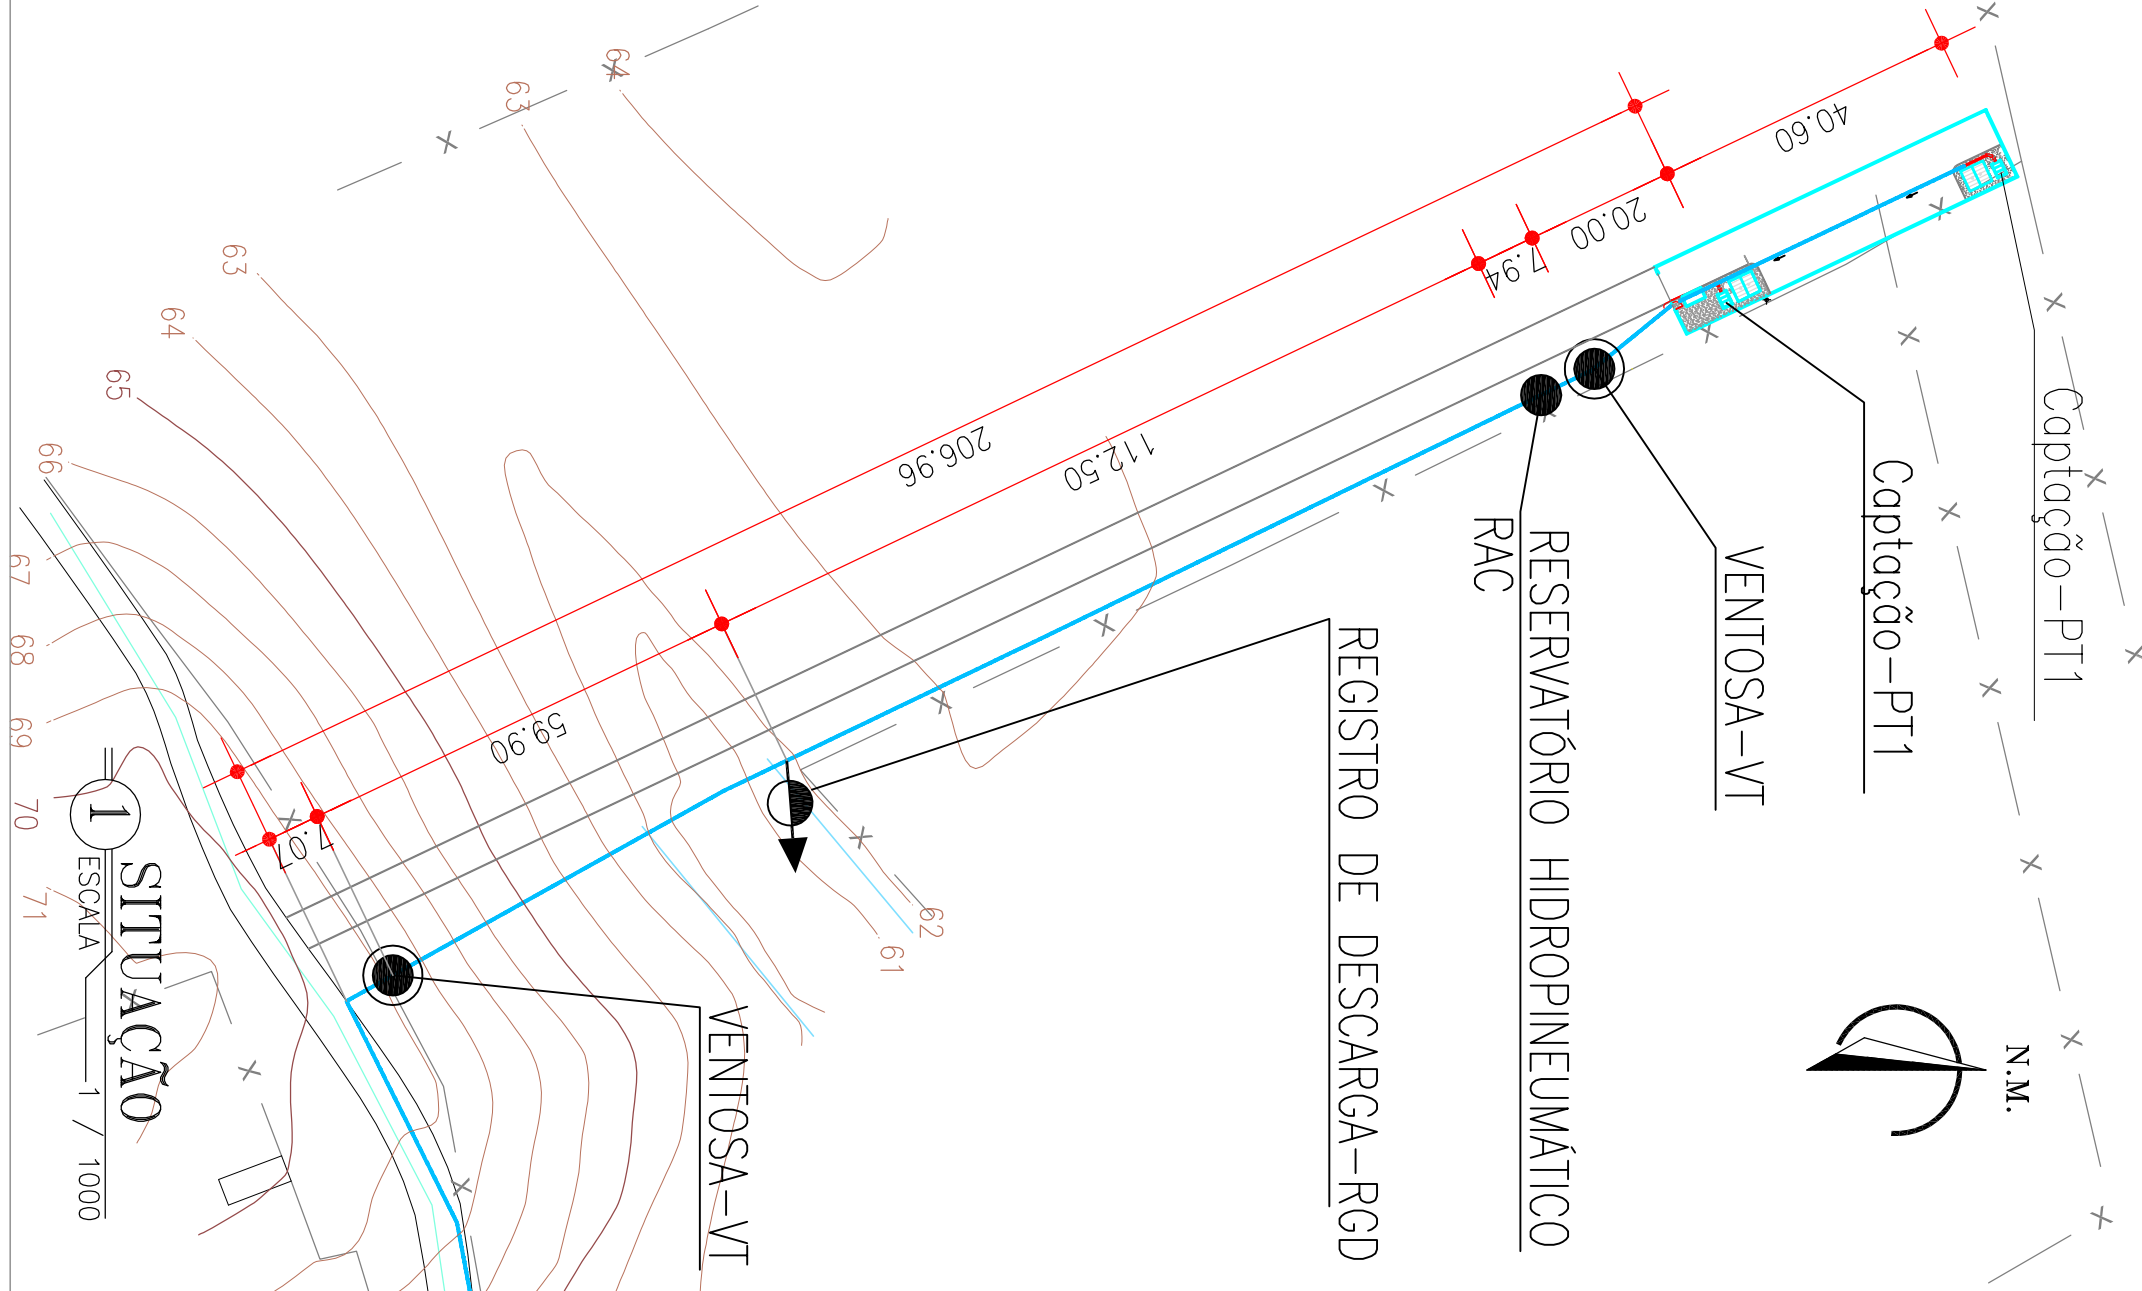 Captação-PT1
Captação-PT1
VENTOSA-VT
RESERVATÓRIO HIDROPINEUMÁTICO
RAC
REGISTRO DE DESCARGA-RGD
VENTOSA-VT
N.M.
1
SITUAÇÃO
ESCALA 1 / 1000
40.60
20.00
7.94
206.96
112.50
59.90
7.07
64
63
63
64
65
66
67
68
69
70
71
62
61